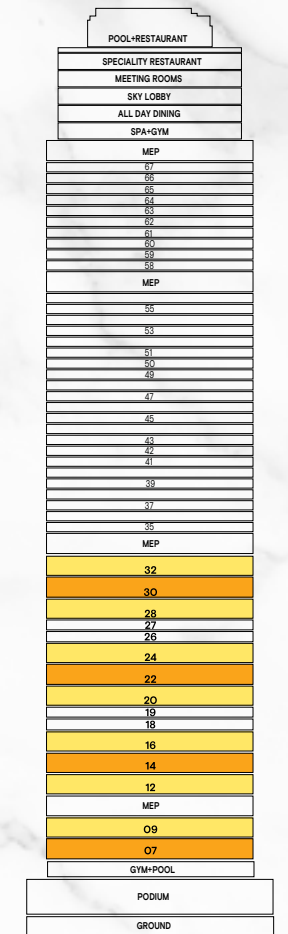 POOL+RESTAURANT
SPECIALITY RESTAURANT
MEETING ROOMS
SKY LOBBY
ALL DAY DINING
SPA+GYM
MEP
67
66
65
64
63
62
61
60
59
58
MEP
55
53
51
50
49
47
45
43
42
41
39
37
35
MEP
32
30
28
27
26
24
22
20
19
18
16
14
12
MEP
09
07
GYM+POOL
PODIUM
GROUND